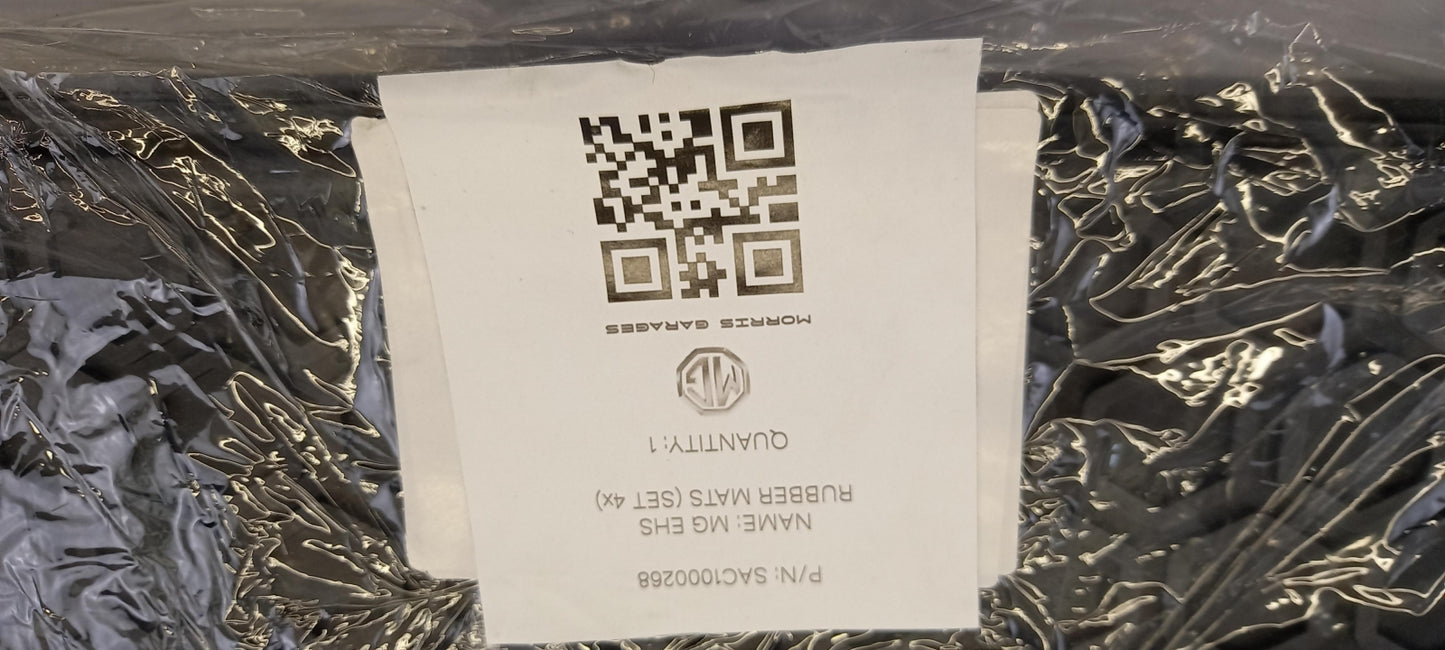 P/N: SAC1000268
NAME: MG EHS
RUBBER MATS (SET 4x)
QUANTITY: 1
MG
MORRIS GARAGES